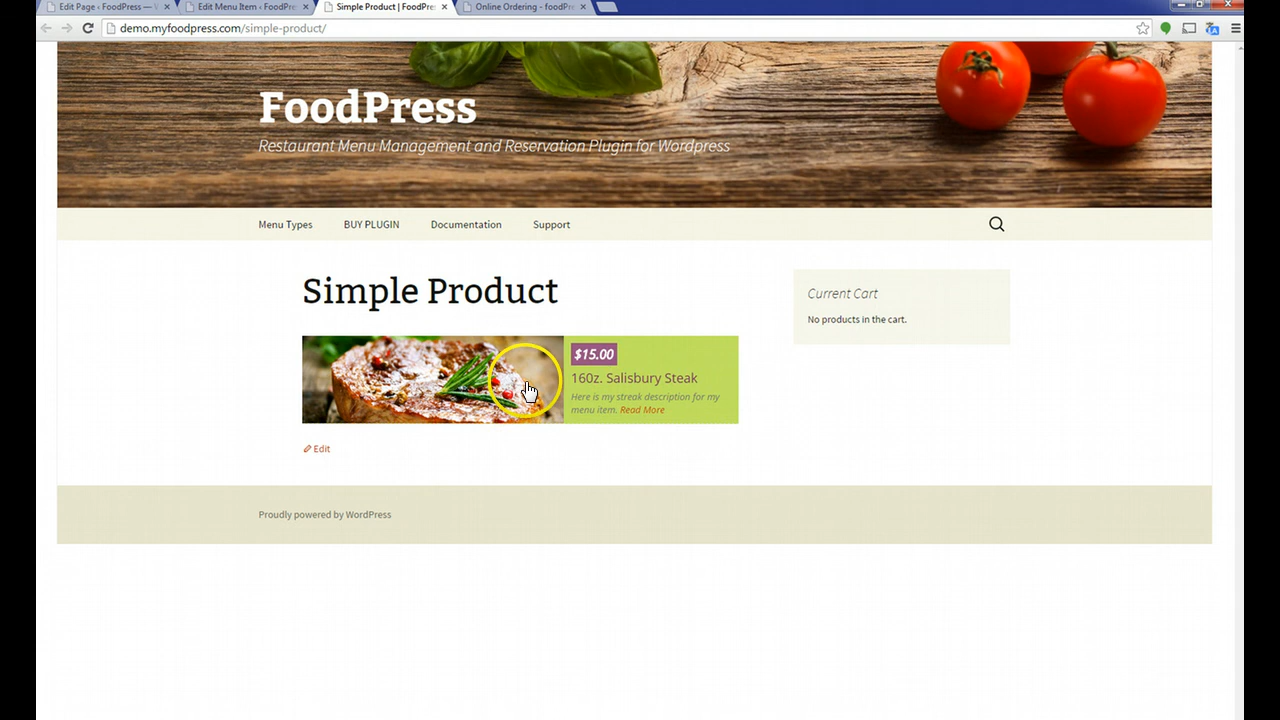 Edit Page ‹ FoodPress —
Edit Menu Item ‹ FoodPre
Simple Product | FoodPre
Online Ordering - foodPr
demo.myfoodpress.com/simple-product/
FoodPress
Restaurant Menu Management and Reservation Plugin for Wordpress
Menu Types
BUY PLUGIN
Documentation
Support
Simple Product
Current Cart
No products in the cart.
$15.00
160z. Salisbury Steak
Here is my streak description for my
menu item. Read More
Edit
Proudly powered by WordPress